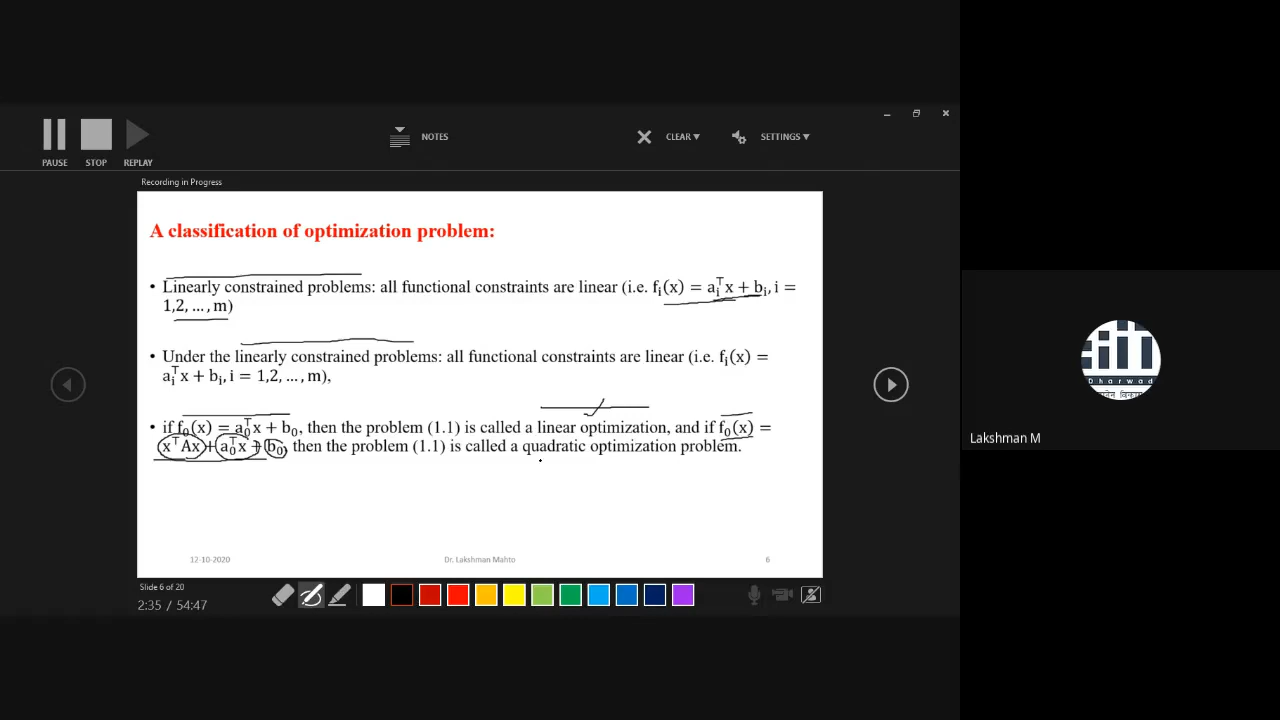 PAUSE STOP REPLAY
NOTES
CLEAR SETTINGS
Recording in Progress
A classification of optimization problem:
• Linearly constrained problems: all functional constraints are linear (i.e. fᵢ(x) = aᵢᵀx + bᵢ, i =
1,2, ..., m)
• Under the linearly constrained problems: all functional constraints are linear (i.e. fᵢ(x) =
aᵢᵀx + bᵢ, i = 1,2, ..., m),
• if f₀(x) = a₀ᵀx + b₀, then the problem (1.1) is called a linear optimization, and if f₀(x) =
xᵀAx + a₀ᵀx + b₀, then the problem (1.1) is called a quadratic optimization problem.
12-10-2020 Dr. Lakshman Mahto 6
Slide 6 of 20
2:35 / 54:47
Dharwad
Lakshman M